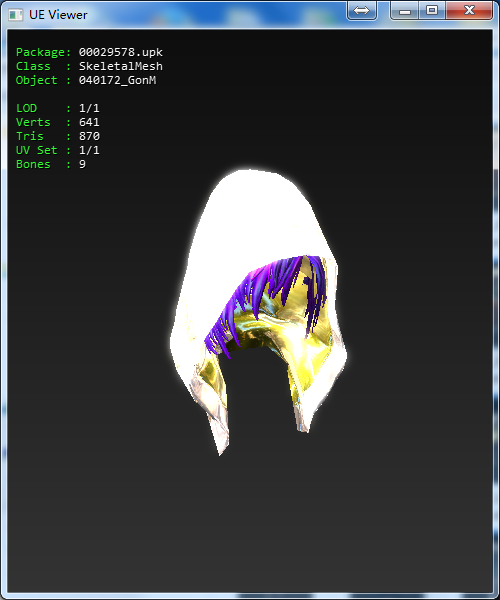 UE Viewer
Package: 00029578.upk
Class : SkeletalMesh
Object : 040172_GonM
LOD : 1/1
Verts : 641
Tris : 870
UV Set : 1/1
Bones : 9